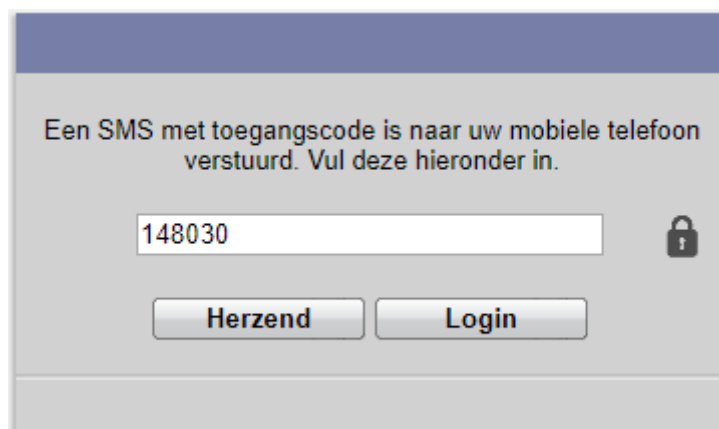 Een SMS met toegangscode is naar uw mobiele telefoon
verstuurd. Vul deze hieronder in.
148030
Herzend Login